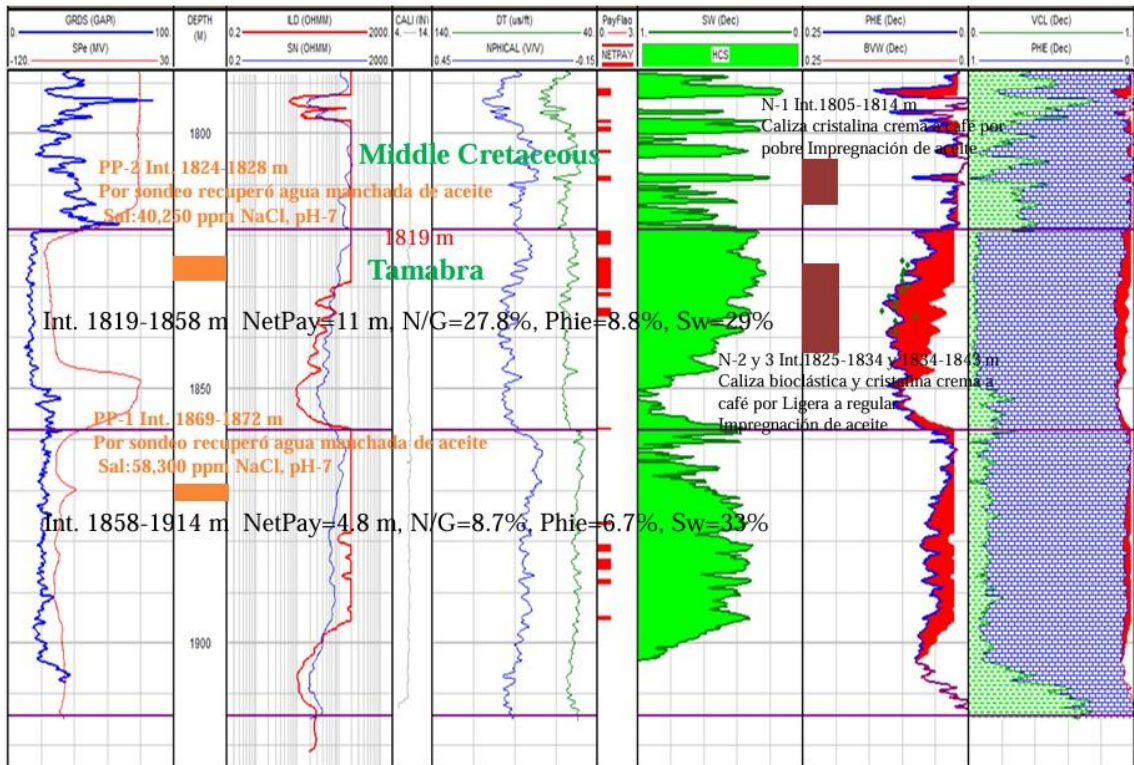 GRDS (GAPI)
0. 100.
SPe (MV)
-120. 30
DEPTH
(M)
ILD (OHMM)
0.2 2000.
SN (OHMM)
0.2 2000.
CALI (IN)
4. 14.
DT (us/ft)
140. 40.
NPHICAL (V/V)
0.45 -0.15
PayFlag
0. 3
NETPAY
SW (Dec)
1. 0.
HCS
PHIE (Dec)
0.25 0.
BVW (Dec)
0.25 0.
VCL (Dec)
0. 1.
PHIE (Dec)
1. 0.
N-1 Int.1805-1814 m
Caliza cristalina crema a café por
pobre Impregnación de aceite
1800
Middle Cretaceous
PP-2 Int. 1824-1828 m
Por sondeo recuperó agua manchada de aceite
Sal:40,250 ppm NaCl, pH-7
1819 m
Tamabra
Int. 1819-1858 m NetPay=11 m, N/G=27.8%, Phie=8.8%, Sw=29%
N-2 y 3 Int.1825-1834 y 1834-1843 m
Caliza bioclástica y cristalina crema a
café por Ligera a regular
Impregnación de aceite
1850
PP-1 Int. 1869-1872 m
Por sondeo recuperó agua manchada de aceite
Sal:58,300 ppm NaCl, pH-7
Int. 1858-1914 m NetPay=4.8 m, N/G=8.7%, Phie=6.7%, Sw=33%
1900